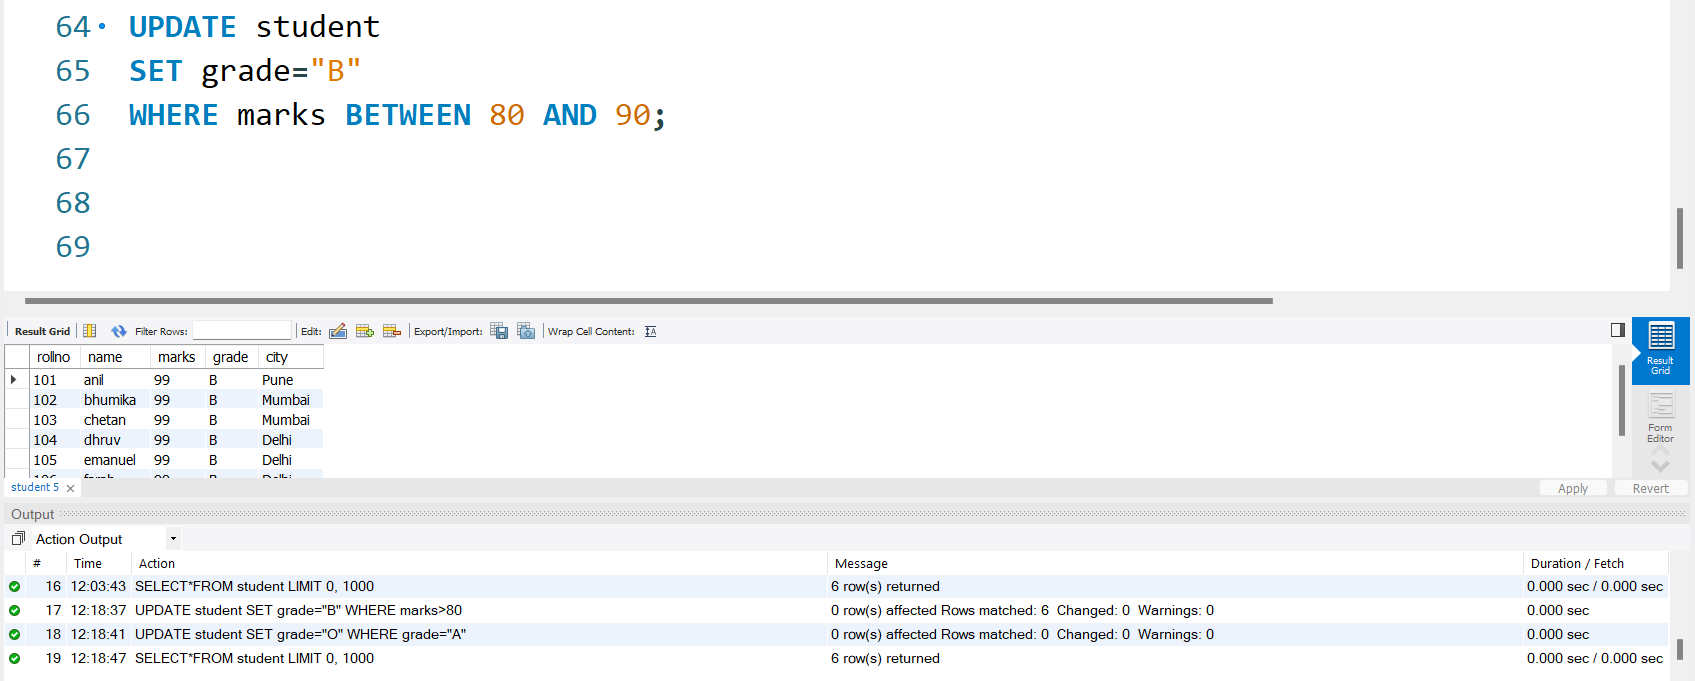 64 UPDATE student
65 SET grade="B"
66 WHERE marks BETWEEN 80 AND 90;
67
68
69
Result Grid Filter Rows: Edit: Export/Import: Wrap Cell Content:
rollno name marks grade city
101 anil 99 B Pune
102 bhumika 99 B Mumbai
103 chetan 99 B Mumbai
104 dhruv 99 B Delhi
105 emanuel 99 B Delhi
Result
Grid
Form
Editor
student 5
Apply Revert
Output
Action Output
# Time Action Message Duration / Fetch
16 12:03:43 SELECT*FROM student LIMIT 0, 1000 6 row(s) returned 0.000 sec / 0.000 sec
17 12:18:37 UPDATE student SET grade="B" WHERE marks>80 0 row(s) affected Rows matched: 6 Changed: 0 Warnings: 0 0.000 sec
18 12:18:41 UPDATE student SET grade="O" WHERE grade="A" 0 row(s) affected Rows matched: 0 Changed: 0 Warnings: 0 0.000 sec
19 12:18:47 SELECT*FROM student LIMIT 0, 1000 6 row(s) returned 0.000 sec / 0.000 sec